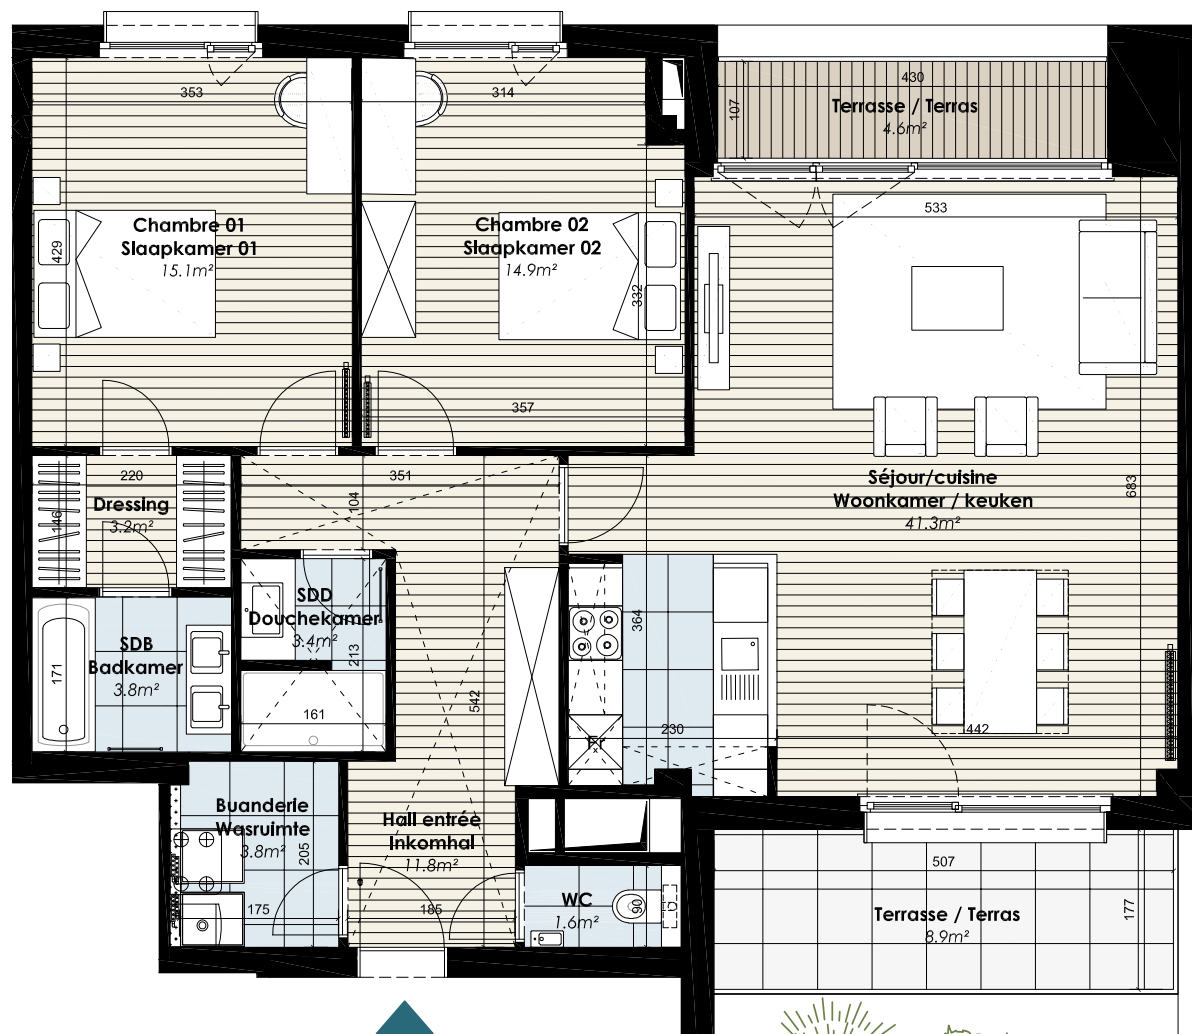 353
314
430
107
Terrasse / Terras
4.6m²
533
Chambre 01
Slaapkamer 01
15.1m²
429
Chambre 02
Slaapkamer 02
14.9m²
332
357
220
Dressing
3.2m²
146
351
104
Séjour/cuisine
Woonkamer / keuken
41.3m²
683
SDD
Douchekamer
3.4m²
213
161
SDB
Badkamer
3.8m²
171
364
542
230
Fr
442
Buanderie
Wasruimte
3.8m²
205
175
Hall entrée
Inkomhal
11.8m²
185
WC
1.6m²
90
507
177
Terrasse / Terras
8.9m²